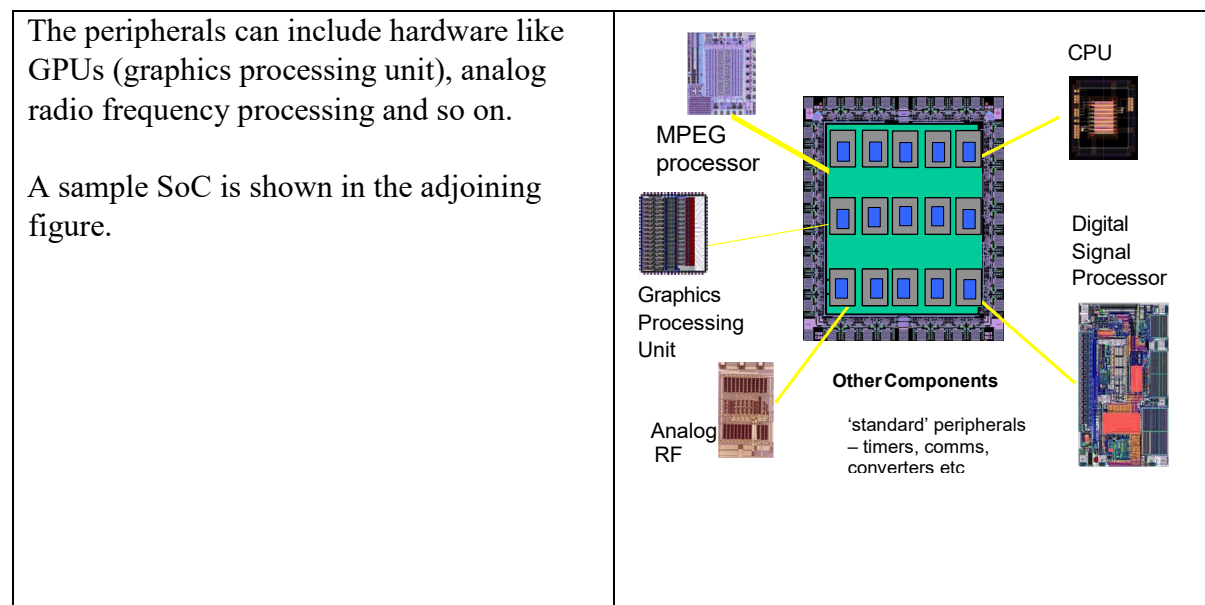 The peripherals can include hardware like
GPUs (graphics processing unit), analog
radio frequency processing and so on.
A sample SoC is shown in the adjoining
figure.
CPU
MPEG
processor
Digital
Signal
Processor
Graphics
Processing
Unit
Analog
RF
Other Components
‘standard’ peripherals
– timers, comms,
converters etc